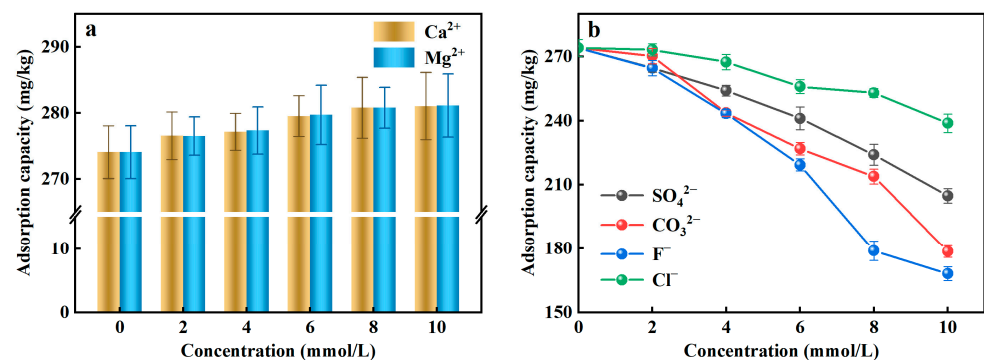 a
Ca²⁺
Mg²⁺
Adsorption capacity (mg/kg)
290
280
270
10
0
0 2 4 6 8 10
Concentration (mmol/L)
b
Adsorption capacity (mg/kg)
270
240
210
180
150
SO₄²⁻
CO₃²⁻
F⁻
Cl⁻
0 2 4 6 8 10
Concentration (mmol/L)